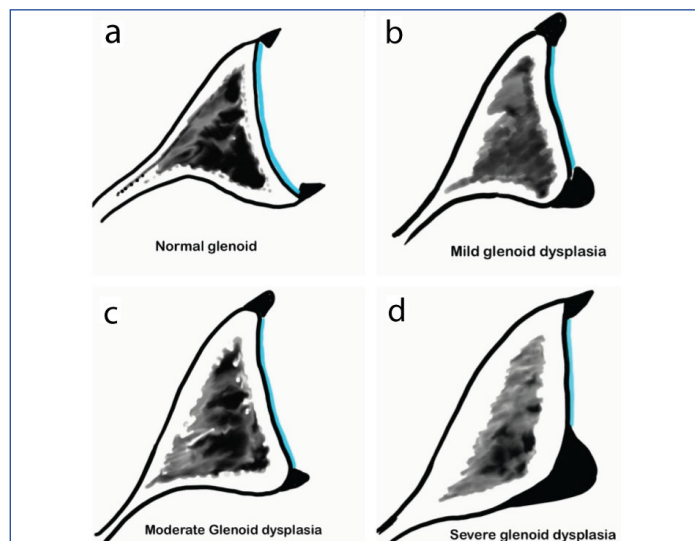 a
Normal glenoid
b
Mild glenoid dysplasia
c
Moderate Glenoid dysplasia
d
Severe glenoid dysplasia